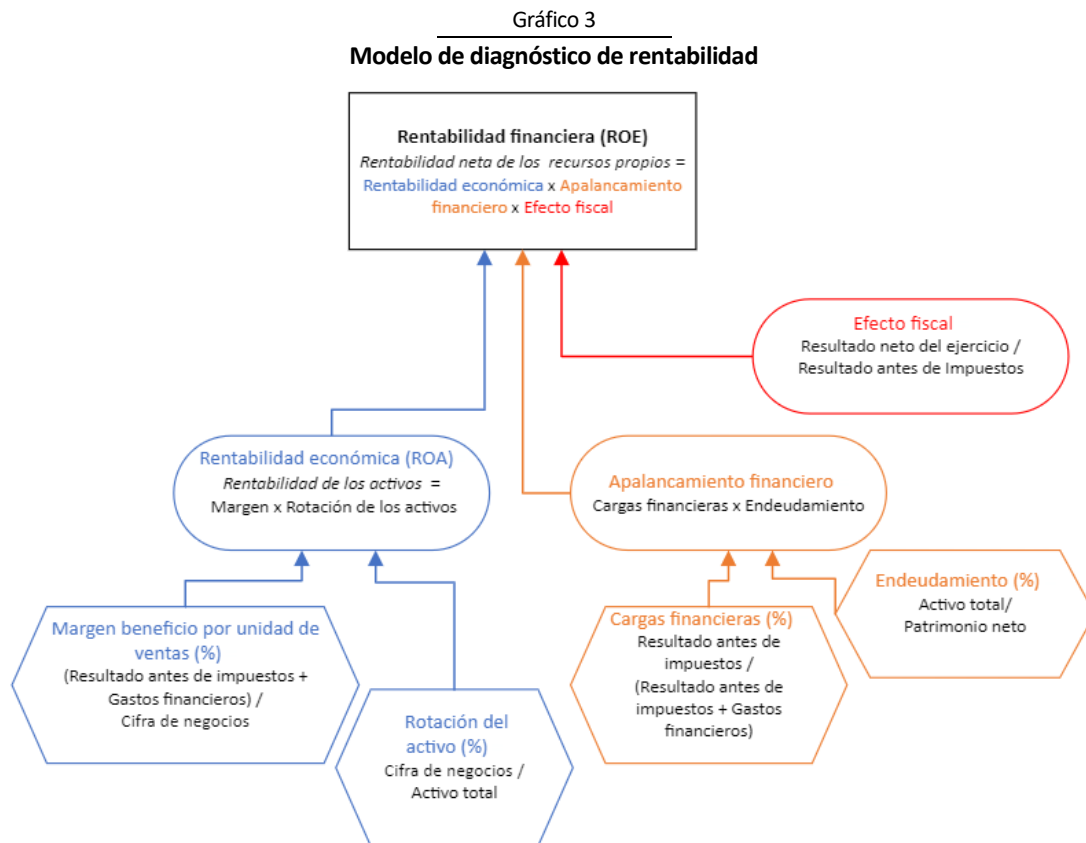 Gráfico 3
Modelo de diagnóstico de rentabilidad
Rentabilidad financiera (ROE)
Rentabilidad neta de los recursos propios =
Rentabilidad económica x Apalancamiento
financiero x Efecto fiscal
Efecto fiscal
Resultado neto del ejercicio /
Resultado antes de Impuestos
Rentabilidad económica (ROA)
Rentabilidad de los activos =
Margen x Rotación de los activos
Apalancamiento financiero
Cargas financieras x Endeudamiento
Margen beneficio por unidad de
ventas (%)
(Resultado antes de impuestos +
Gastos financieros) /
Cifra de negocios
Rotación del
activo (%)
Cifra de negocios /
Activo total
Cargas financieras (%)
Resultado antes de
impuestos /
(Resultado antes de
impuestos + Gastos
financieros)
Endeudamiento (%)
Activo total/
Patrimonio neto